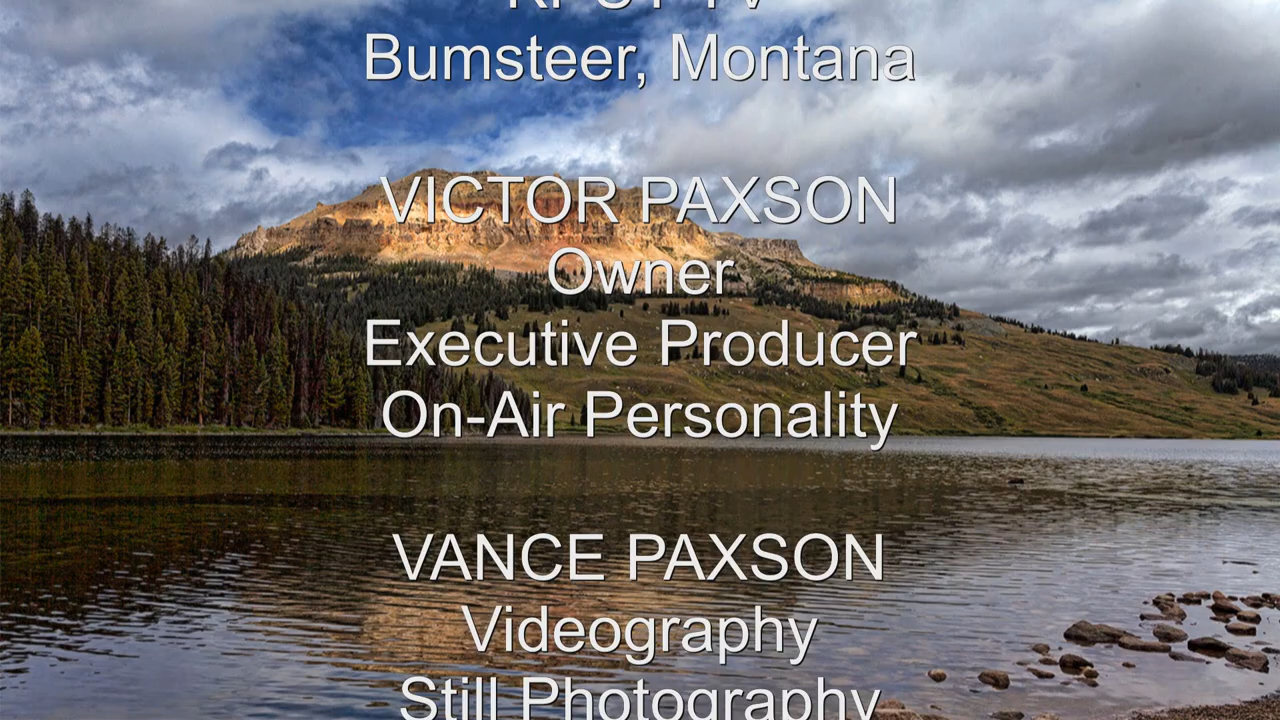 Bumsteer, Montana
VICTOR PAXSON
Owner
Executive Producer
On-Air Personality
VANCE PAXSON
Videography
Still Photography